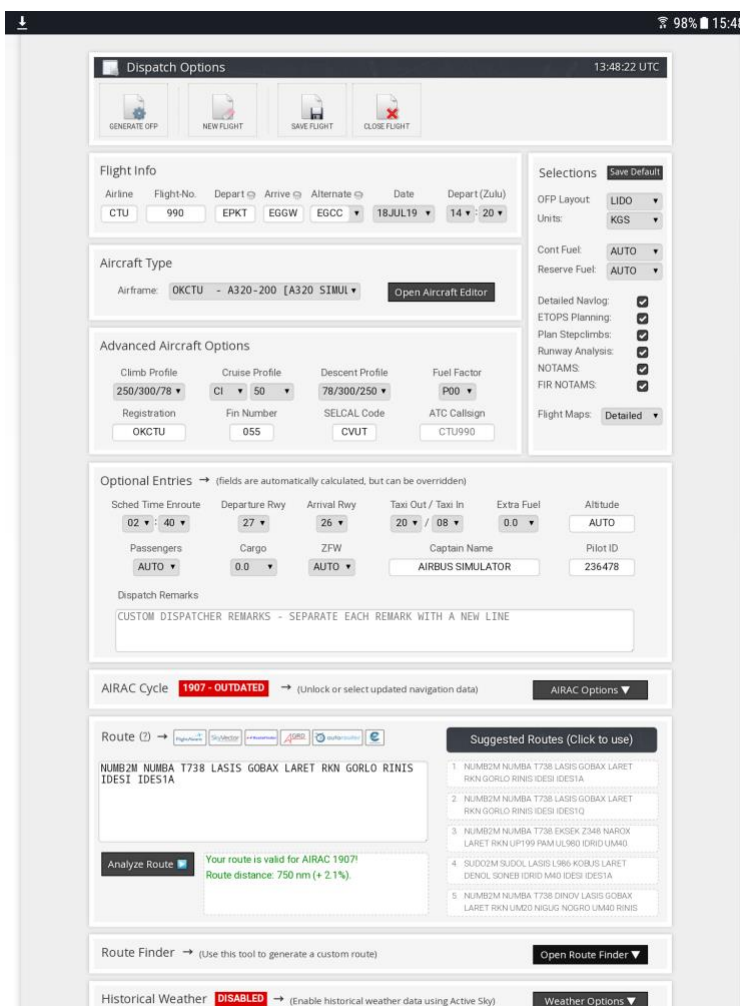 98% 15:48
Dispatch Options 13:48:22 UTC
GENERATE OFP NEW FLIGHT SAVE FLIGHT CLOSE FLIGHT
Flight Info
Airline Flight-No. Depart Arrive Alternate Date Depart (Zulu)
CTU 990 EPKT EGGW EGCC 18JUL19 14 : 20
Aircraft Type
Airframe: OKCTU - A320-200 [A320 SIMUL Open Aircraft Editor
Advanced Aircraft Options
Climb Profile Cruise Profile Descent Profile Fuel Factor
250/300/78 CI 50 78/300/250 P00
Registration Fin Number SELCAL Code ATC Callsign
OKCTU 055 CVUT CTU990
Selections Save Default
OFP Layout: LIDO
Units: KGS
Cont Fuel: AUTO
Reserve Fuel: AUTO
Detailed Navlog:
ETOPS Planning:
Plan Stepclimbs:
Runway Analysis:
NOTAMS:
FIR NOTAMS:
Flight Maps: Detailed
Optional Entries → (fields are automatically calculated, but can be overridden)
Sched Time Enroute Departure Rwy Arrival Rwy Taxi Out / Taxi In Extra Fuel Altitude
02 : 40 27 26 20 / 08 0.0 AUTO
Passengers Cargo ZFW Captain Name Pilot ID
AUTO 0.0 AUTO AIRBUS SIMULATOR 236478
Dispatch Remarks
CUSTOM DISPATCHER REMARKS - SEPARATE EACH REMARK WITH A NEW LINE
AIRAC Cycle 1907 - OUTDATED → (Unlock or select updated navigation data) AIRAC Options ▼
Route (?) → FlightAware SkyVector
NUMB2M NUMBA T738 LASIS GOBAX LARET RKN GORLO RINIS
IDESI IDES1A
Analyze Route
Your route is valid for AIRAC 1907!
Route distance: 750 nm (+ 2.1%).
Suggested Routes (Click to use)
1 NUMB2M NUMBA T738 LASIS GOBAX LARET
RKN GORLO RINIS IDESI IDES1A
2 NUMB2M NUMBA T738 LASIS GOBAX LARET
RKN GORLO RINIS IDESI IDES1Q
3 NUMB2M NUMBA T738 EKSEK Z348 NAROX
LARET RKN UP199 PAM UL980 IDRID UM40
4 SUDO2M SUDOL LASIS L986 KOBUS LARET
DENOL SONEB IDRID M40 IDESI IDES1A
5 NUMB2M NUMBA T738 DINOV LASIS GOBAX
LARET RKN UM20 NIGUG NOGRO UM40 RINIS
Route Finder → (Use this tool to generate a custom route) Open Route Finder ▼
Historical Weather DISABLED → (Enable historical weather data using Active Sky) Weather Options ▼